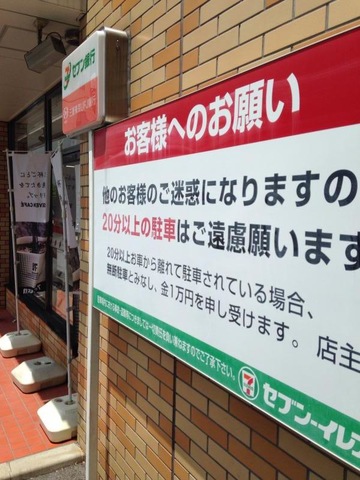 セブン銀行
お客様へのお願い
他のお客様のご迷惑になりますの
20分以上の駐車はご遠慮願います
20分以上お車から離れて駐車されている場合、
無断駐車とみなし、金1万円を申し受けます。 店主
セブン-イレブ
SEVEN CAFÉ